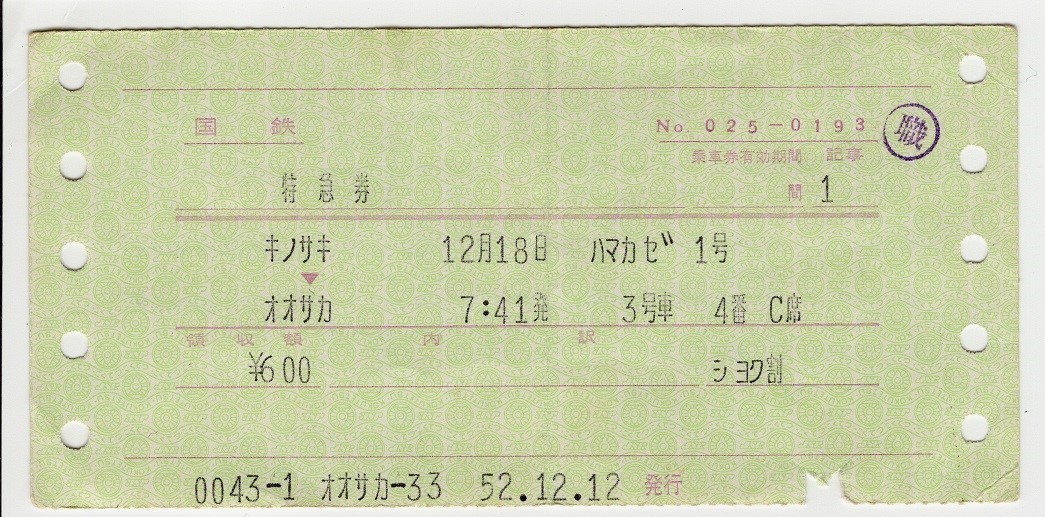 国鉄 No. 025-0193 職
乗車券有効期間 記事
特急券 間 1
キノサキ 12月18日 ハマカゼ 1号
オオサカ 7:41発 3号車 4番 C席
領収額 内訳
¥600 シヨク割
0043-1 オオサカ-33 52.12.12 発行